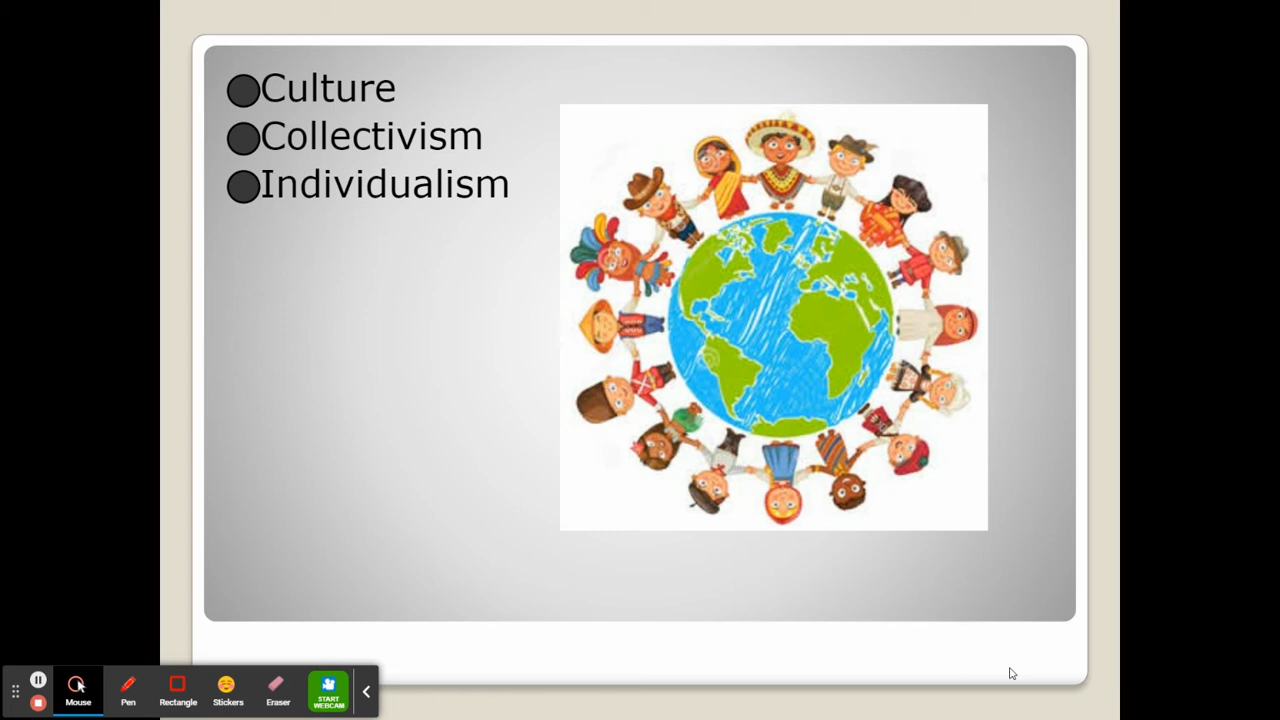 Culture
Collectivism
Individualism
Mouse
Pen
Rectangle
Stickers
Eraser
START
WEBCAM